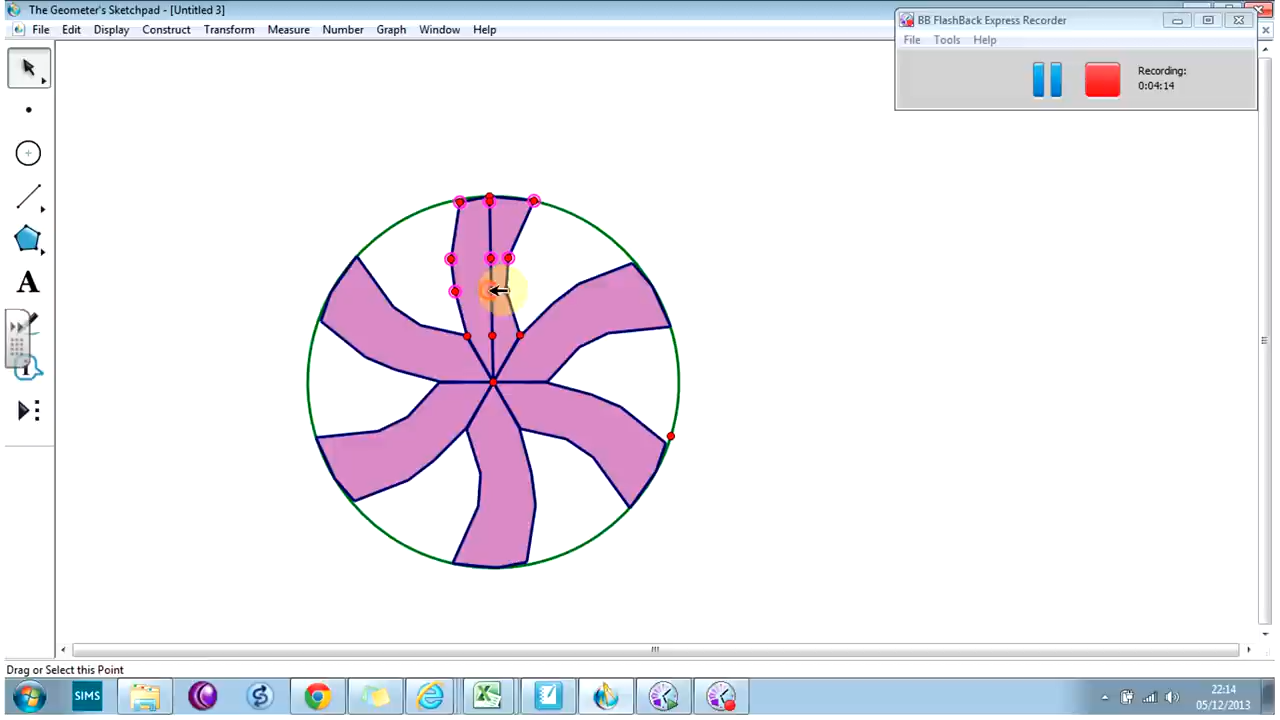 The Geometer's Sketchpad - [Untitled 3]
File Edit Display Construct Transform Measure Number Graph Window Help
BB FlashBack Express Recorder
File Tools Help
Recording:
0:04:14
A
Drag or Select this Point
SIMS
22:14
05/12/2013